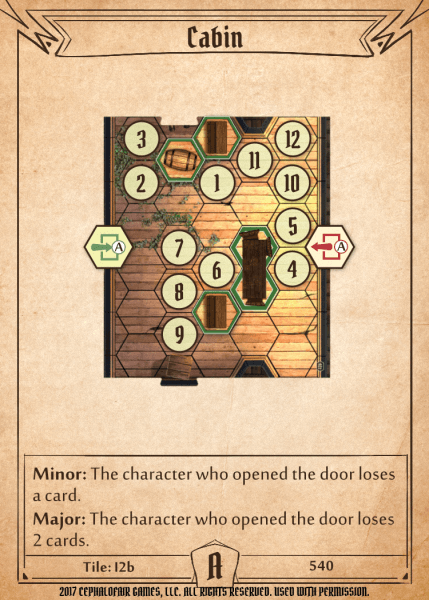 Cabin
3
12
11
2
1
10
5
A
7
A
6
4
8
9
Minor: The character who opened the door loses
a card.
Major: The character who opened the door loses
2 cards.
Tile: I2b
A
540
2017 CEPHALOFAIR GAMES, LLC. ALL RIGHTS RESERVED. USED WITH PERMISSION.